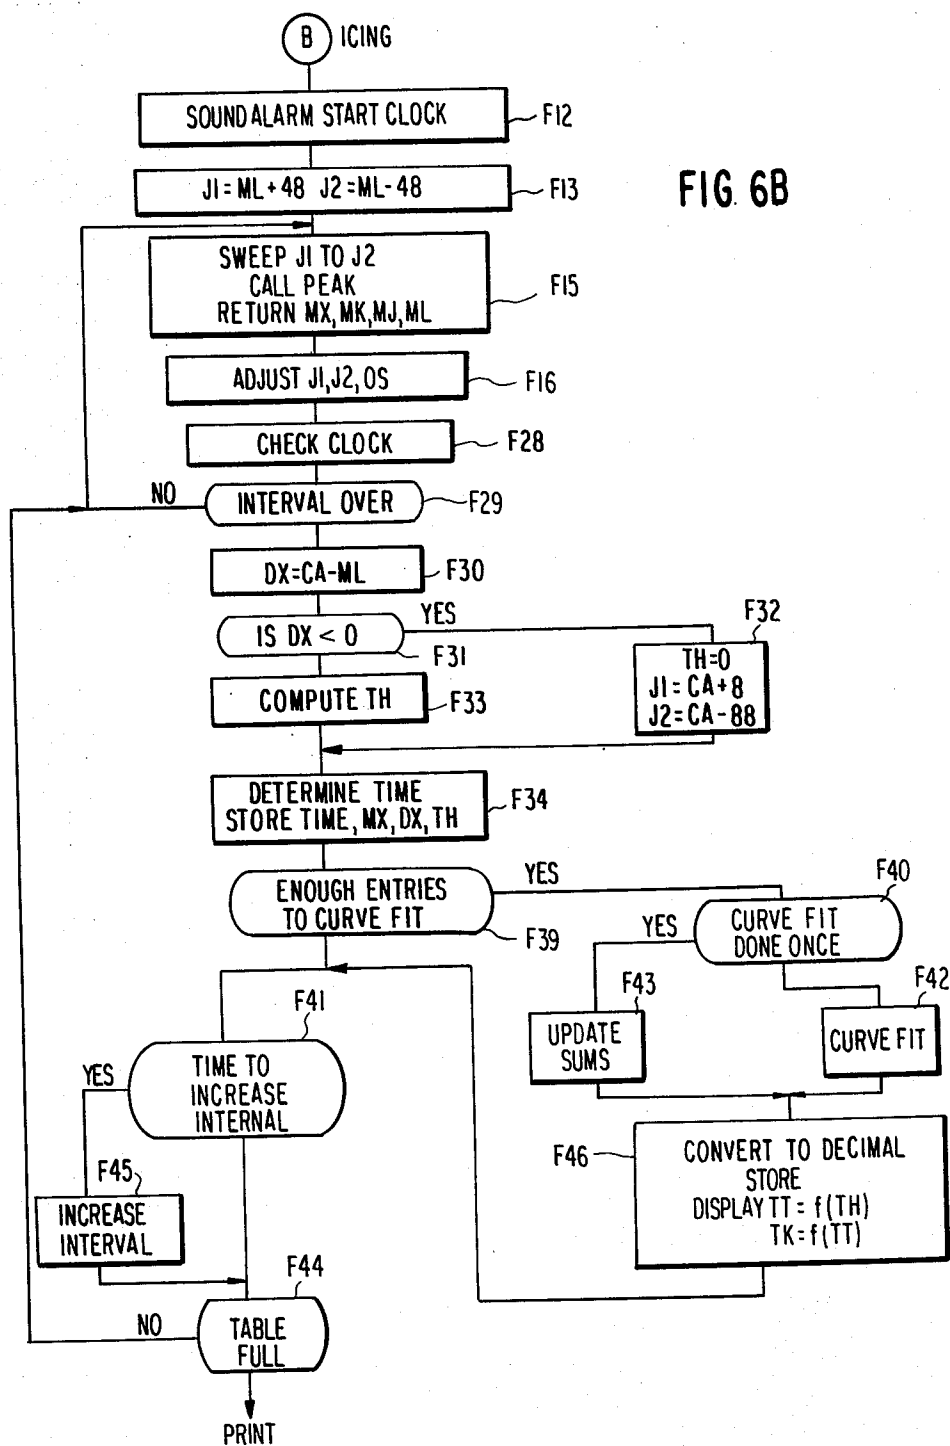 B ICING
SOUND ALARM START CLOCK
F12
J1=ML+48 J2=ML-48
F13
FIG. 6B
SWEEP J1 TO J2
CALL PEAK
RETURN MX, MK, MJ, ML
F15
ADJUST J1, J2, OS
F16
CHECK CLOCK
F28
NO
INTERVAL OVER
F29
DX=CA-ML
F30
YES
IS DX < 0
F31
F32
TH=0
J1=CA+8
J2=CA-88
COMPUTE TH
F33
DETERMINE TIME
STORE TIME, MX, DX, TH
F34
ENOUGH ENTRIES
TO CURVE FIT
F39
YES
F40
CURVE FIT
DONE ONCE
YES
F43
UPDATE
SUMS
F42
CURVE FIT
F41
TIME TO
INCREASE
INTERNAL
YES
F45
INCREASE
INTERVAL
F46
CONVERT TO DECIMAL
STORE
DISPLAY TT = f(TH)
TK=f(TT)
F44
NO
TABLE
FULL
PRINT